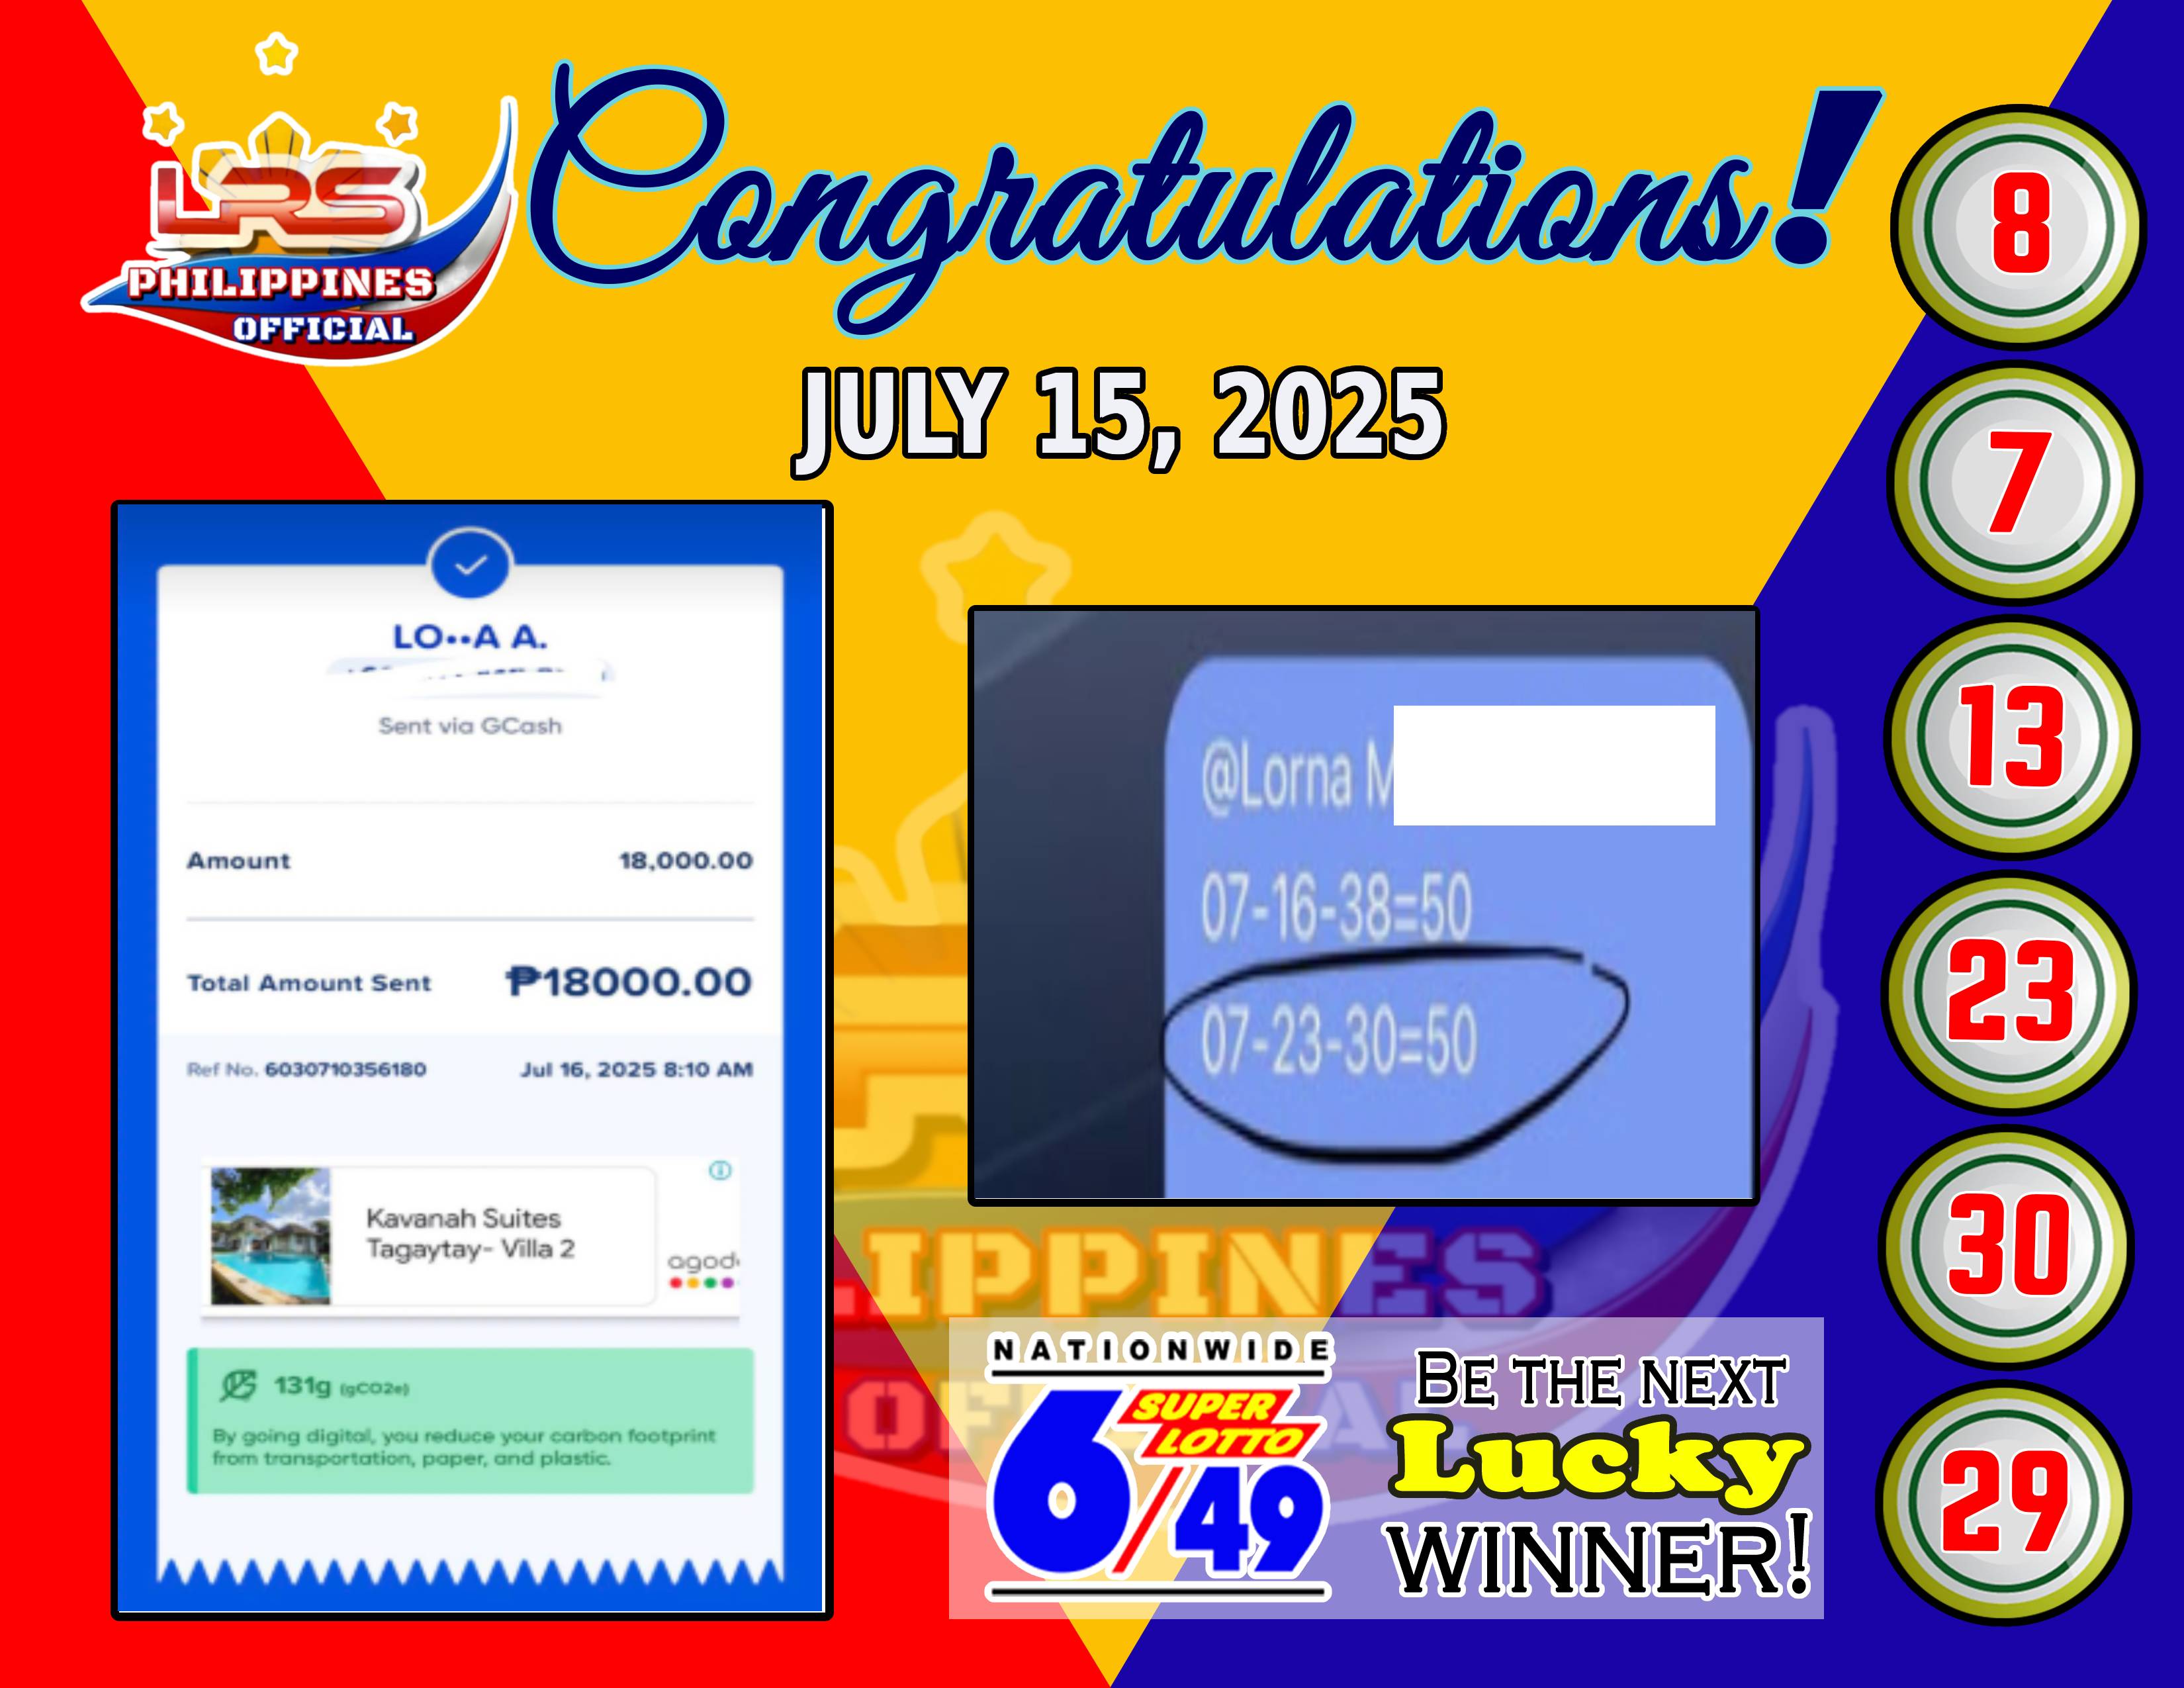 LRS
PHILIPPINES
OFFICIAL
Congratulations!
JULY 15, 2025
LO••A A.
Sent via GCash
Amount 18,000.00
Total Amount Sent ₱18000.00
Ref No. 6030710356180 Jul 16, 2025 8:10 AM
Kavanah Suites
Tagaytay- Villa 2
agod
131g (gCO2e)
By going digital, you reduce your carbon footprint
from transportation, paper, and plastic.
@Lorna M
07-16-38=50
07-23-30=50
IPPINES
NATIONWIDE
SUPER
LOTTO
6/49
BE THE NEXT
Lucky
WINNER!
8
7
13
23
30
29